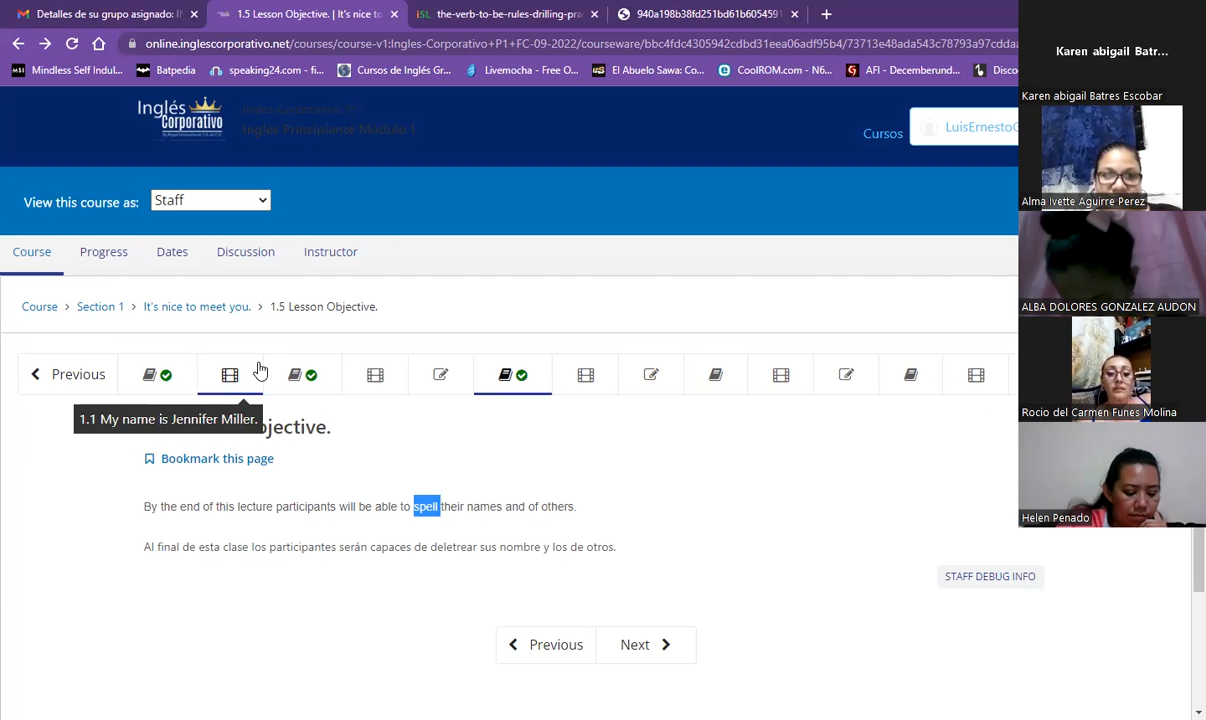 Detalles de su grupo asignado: I
1.5 Lesson Objective. | It's nice to
the-verb-to-be-rules-drilling-pra
940a198b38fd251bd61b6054591
online.inglescorporativo.net/courses/course-v1:Ingles-Corporativo+P1+FC-09-2022/courseware/bbc4fdc4305942cdbd31eea06adf95b4/73713e48ada543c78793a97cddaa
Mindless Self Indul...
Batpedia
speaking24.com - fi...
Cursos de Inglés Gr...
Livemocha - Free O...
El Abuelo Sawa: Co...
CoolROM.com - N6...
AFI - Decemberund...
Disco
Inglés
Corporativo
Ingles Principiante Módulo 1
Cursos
LuisErnestoC
View this course as:
Staff
Course
Progress
Dates
Discussion
Instructor
Course > Section 1 > It's nice to meet you. > 1.5 Lesson Objective.
Previous
1.1 My name is Jennifer Miller.
bjective.
Bookmark this page
By the end of this lecture participants will be able to spell their names and of others.
Al final de esta clase los participantes serán capaces de deletrear sus nombre y los de otros.
STAFF DEBUG INFO
Previous
Next
Karen abigail Batr...
Karen abigail Batres Escobar
Alma Ivette Aguirre Perez
ALBA DOLORES GONZALEZ AUDON
Rocio del Carmen Funes Molina
Helen Penado